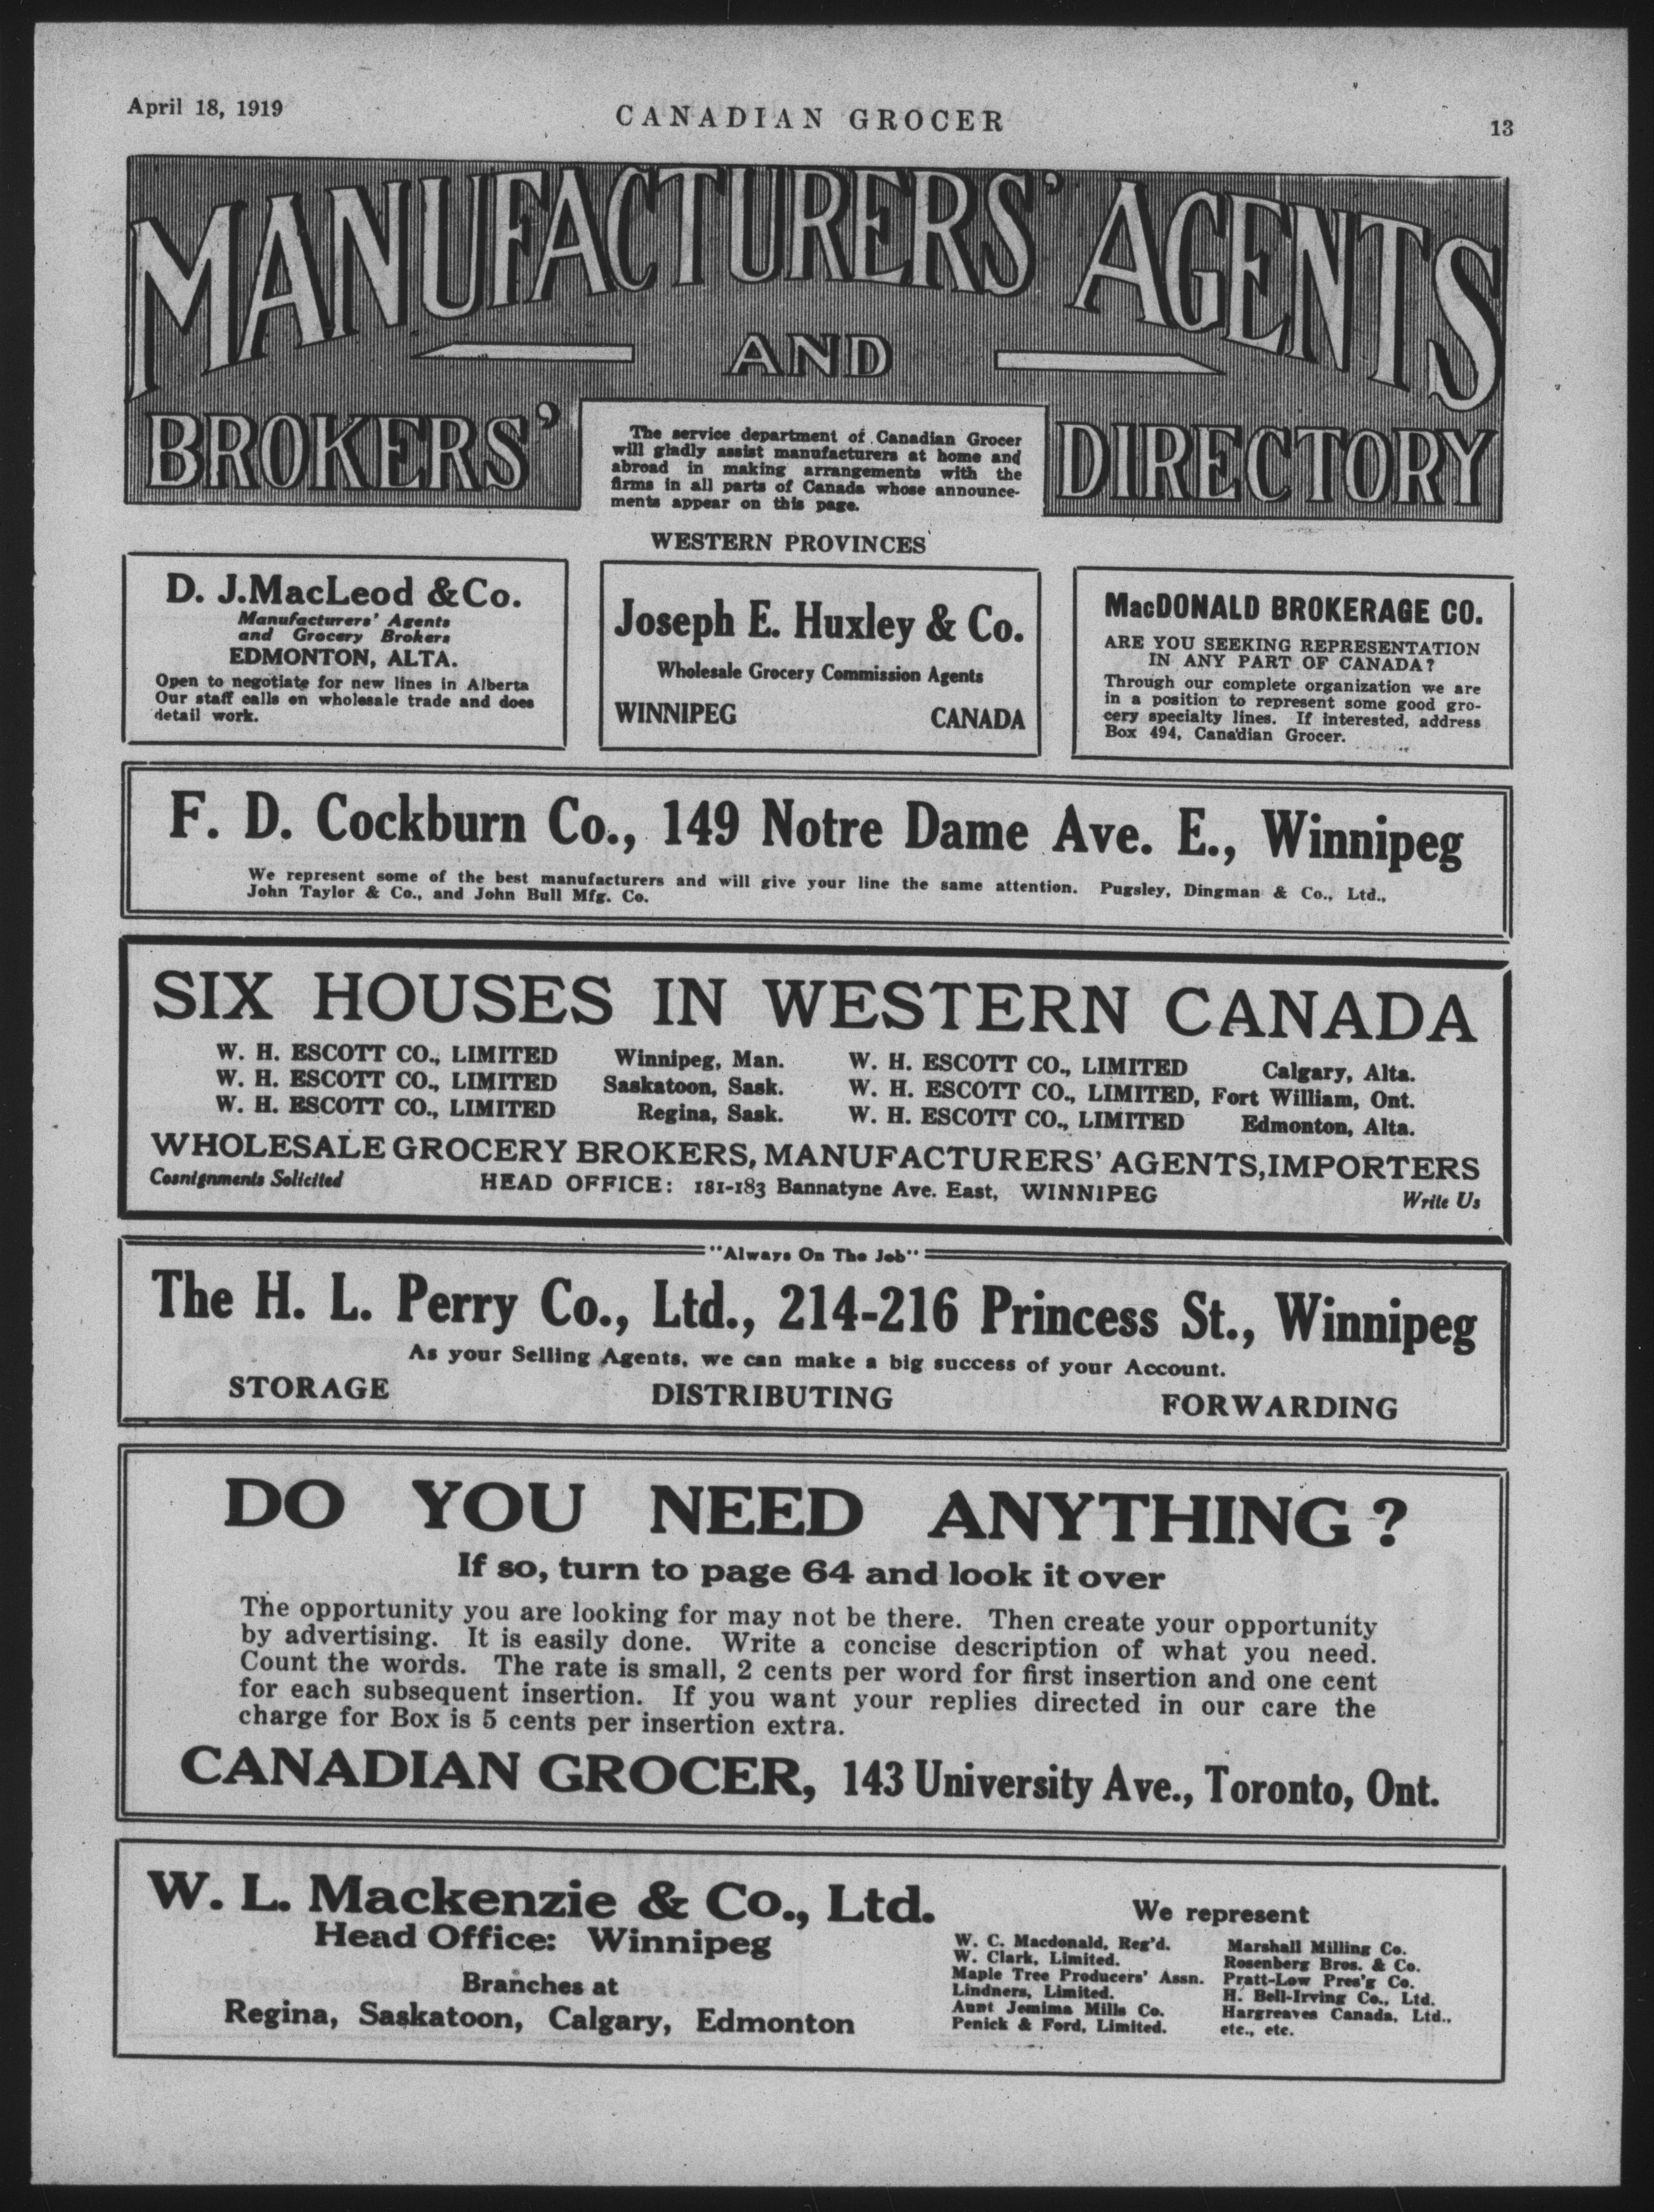 April 18, 1919
CANADIAN GROCER
13
MANUFACTURERS' AGENTS
AND
BROKERS'
DIRECTORY
The service department of Canadian Grocer
will gladly assist manufacturers at home and
abroad in making arrangements with the
firms in all parts of Canada whose announce-
ments appear on this page.
WESTERN PROVINCES
D. J. MacLeod & Co.
Manufacturers' Agents
and Grocery Brokers
EDMONTON, ALTA.
Open to negotiate for new lines in Alberta
Our staff calls on wholesale trade and does
detail work.
Joseph E. Huxley & Co.
Wholesale Grocery Commission Agents
WINNIPEG CANADA
MacDONALD BROKERAGE CO.
ARE YOU SEEKING REPRESENTATION
IN ANY PART OF CANADA?
Through our complete organization we are
in a position to represent some good gro-
cery specialty lines. If interested, address
Box 494, Canadian Grocer.
F. D. Cockburn Co., 149 Notre Dame Ave. E., Winnipeg
We represent some of the best manufacturers and will give your line the same attention. Pugsley, Dingman & Co., Ltd.,
John Taylor & Co., and John Bull Mfg. Co.
SIX HOUSES IN WESTERN CANADA
W. H. ESCOTT CO., LIMITED Winnipeg, Man. W. H. ESCOTT CO., LIMITED Calgary, Alta.
W. H. ESCOTT CO., LIMITED Saskatoon, Sask. W. H. ESCOTT CO., LIMITED, Fort William, Ont.
W. H. ESCOTT CO., LIMITED Regina, Sask. W. H. ESCOTT CO., LIMITED Edmonton, Alta.
WHOLESALE GROCERY BROKERS, MANUFACTURERS' AGENTS, IMPORTERS
Cosnignments Solicited HEAD OFFICE: 181-183 Bannatyne Ave. East, WINNIPEG Write Us
"Always On The Job"
The H. L. Perry Co., Ltd., 214-216 Princess St., Winnipeg
As your Selling Agents, we can make a big success of your Account.
STORAGE DISTRIBUTING FORWARDING
DO YOU NEED ANYTHING?
If so, turn to page 64 and look it over
The opportunity you are looking for may not be there. Then create your opportunity
by advertising. It is easily done. Write a concise description of what you need.
Count the words. The rate is small, 2 cents per word for first insertion and one cent
for each subsequent insertion. If you want your replies directed in our care the
charge for Box is 5 cents per insertion extra.
CANADIAN GROCER, 143 University Ave., Toronto, Ont.
W. L. Mackenzie & Co., Ltd.
Head Office: Winnipeg
Branches at
Regina, Saskatoon, Calgary, Edmonton
We represent
W. C. Macdonald, Reg'd.
W. Clark, Limited.
Maple Tree Producers' Assn.
Lindners, Limited.
Aunt Jemima Mills Co.
Penick & Ford, Limited.
Marshall Milling Co.
Rosenberg Bros. & Co.
Pratt-Low Pres'g Co.
H. Bell-Irving Co., Ltd.
Hargreaves Canada, Ltd.,
etc., etc.